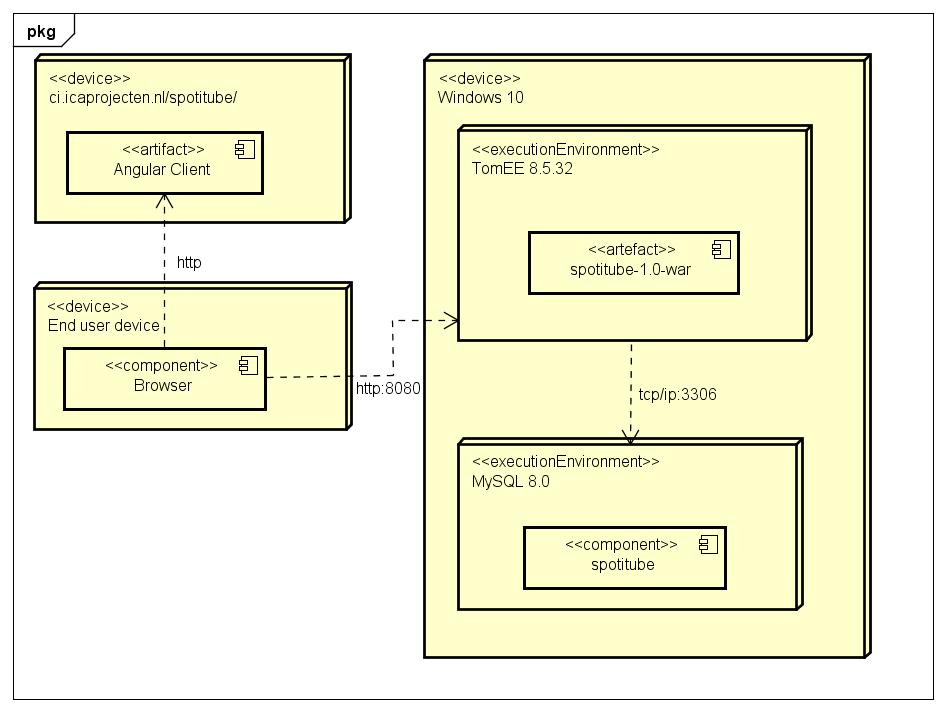 pkg
<<device>>
ci.icaprojecten.nl/spotitube/
<<artifact>>
Angular Client
http
<<device>>
End user device
<<component>>
Browser
http:8080
<<device>>
Windows 10
<<executionEnvironment>>
TomEE 8.5.32
<<artefact>>
spotitube-1.0-war
tcp/ip:3306
<<executionEnvironment>>
MySQL 8.0
<<component>>
spotitube